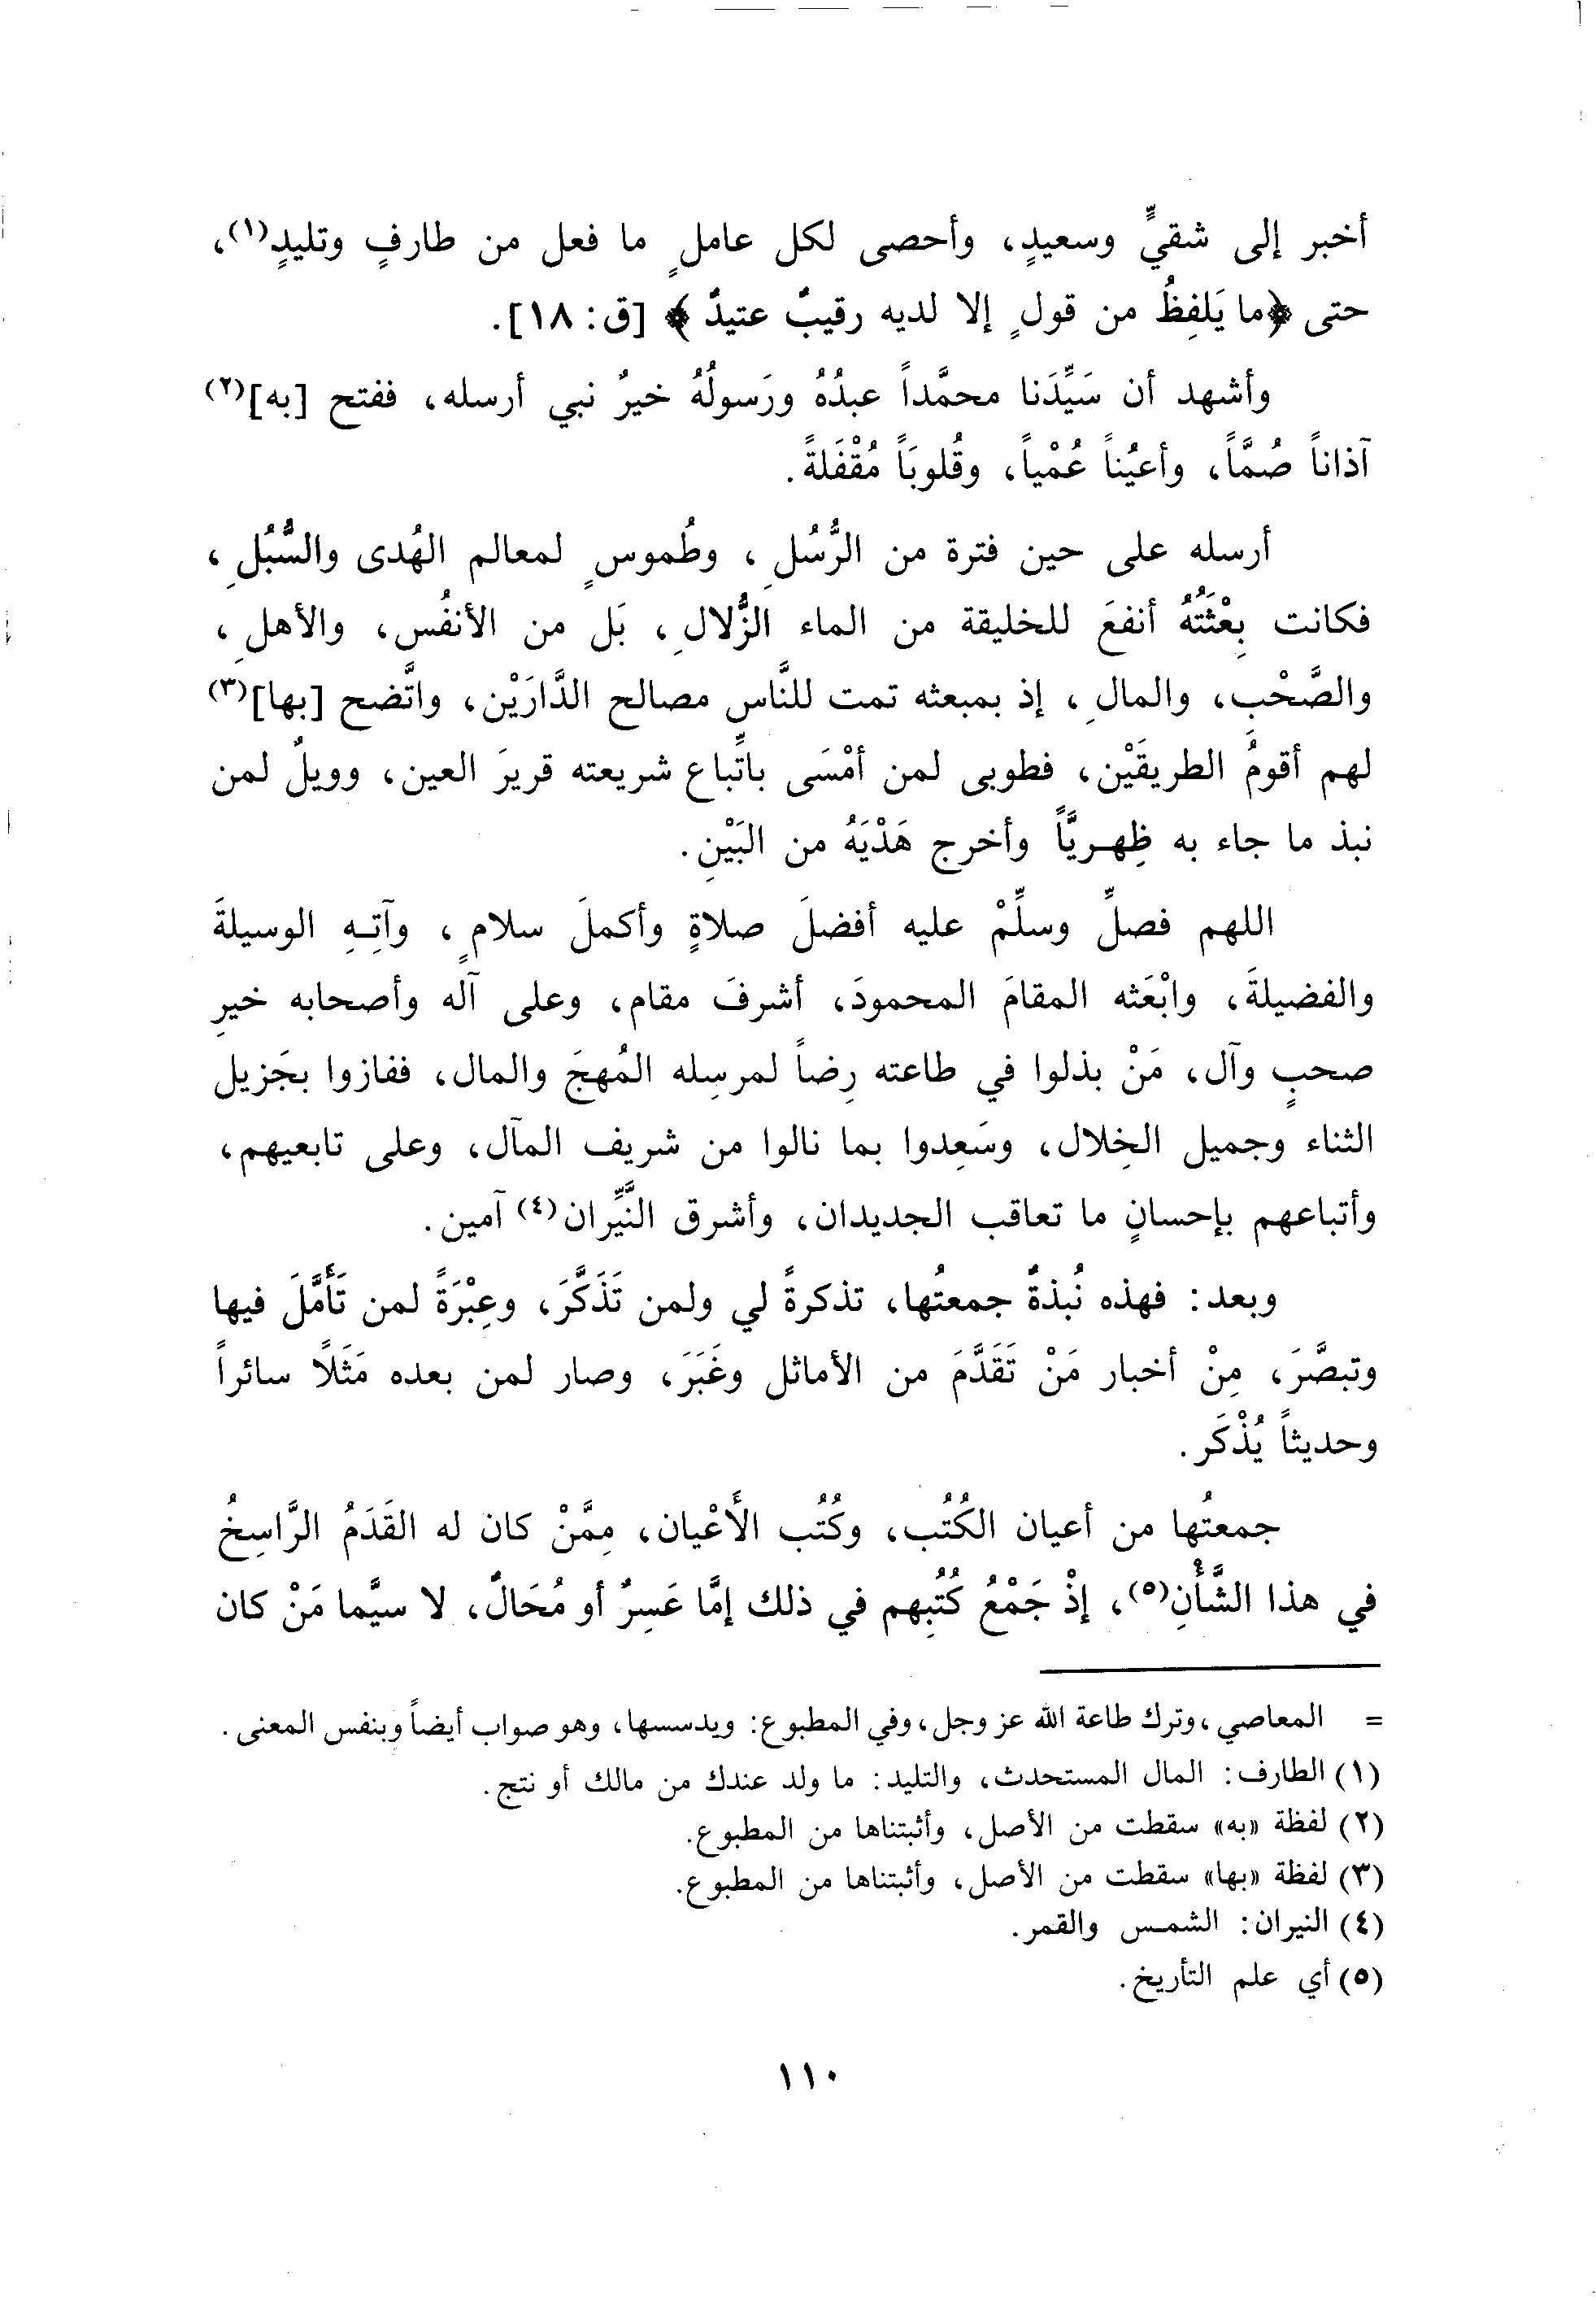 أخبر إلى شقيٍّ وسعيدٍ، وأحصى لكل عاملٍ ما فعل من طارفٍ وتليدٍ(١)،
حتى ﴿ما يَلفِظُ من قولٍ إلا لديه رقيبٌ عتيدٌ﴾ [ق: ١٨].
وأشهد أن سَيِّدَنا محمَّداً عبدُهُ ورَسولُهُ خيرُ نبي أرسله، ففتح [به](٢)
آذاناً صُمَّاً، وأعيُناً عُمْياً، وقُلوبَاً مُقْفَلةً.
أرسله على حين فترة من الرُّسُلِ، وطُموسٍ لمعالم الهُدى والسُّبُلِ،
فكانت بِعْثَتُهُ أنفعَ للخليقة من الماء الزُّلالِ، بَل من الأنفُس، والأهلِ،
والصَّحْبِ، والمالِ، إذ بمبعثه تمت للنَّاس مصالح الدَّارَيْن، واتَّضح [بها](٣)
لهم أقومُ الطريقَيْن، فطوبى لمن أمْسَى باتِّباع شريعته قريرَ العين، وويلٌ لمن
نبذ ما جاء به ظِهريَّاً وأخرج هَدْيَهُ من البَيْنِ.
اللهم فصلِّ وسلِّمْ عليه أفضلَ صلاةٍ وأكملَ سلامٍ، وآتِهِ الوسيلةَ
والفضيلةَ، وابْعَثه المقامَ المحمودَ، أشرفَ مقام، وعلى آله وأصحابه خيرِ
صحبٍ وآل، مَنْ بذلوا في طاعته رِضاً لمرسِله المُهجَ والمال، ففازوا بجَزيل
الثناء وجميل الخِلال، وسَعِدوا بما نالوا من شريف المآل، وعلى تابعيهم،
وأتباعهم بإحسانٍ ما تعاقب الجديدان، وأشرق النَّيِّران(٤) آمين.
وبعد: فهذه نُبذةٌ جمعتُها، تذكرةً لي ولمن تَذَكَّرَ، وعِبْرَةً لمن تَأَمَّلَ فيها
وتبصَّرَ، مِنْ أخبار مَنْ تَقَدَّمَ من الأماثل وغَبَرَ، وصار لمن بعده مَثَلاً سائراً
وحديثاً يُذْكَر.
جمعتُها من أعيان الكُتُب، وكُتُب الأَعْيان، مِمَّنْ كان له القَدَمُ الرَّاسِخُ
في هذا الشَّأْنِ(٥)، إذْ جَمْعُ كُتبِهم في ذلك إمَّا عَسِرٌ أو مُحَالٌ، لا سيَّما مَنْ كان
= المعاصي، وترك طاعة الله عز وجل، وفي المطبوع: ويدسسها، وهو صواب أيضاً وبنفس المعنى.
(١) الطارف: المال المستحدث، والتليد: ما ولد عندك من مالك أو نتج.
(٢) لفظة «به» سقطت من الأصل، وأثبتناها من المطبوع.
(٣) لفظة «بها» سقطت من الأصل، وأثبتناها من المطبوع.
(٤) النيران: الشمس والقمر.
(٥) أي علم التأريخ.
١١٠